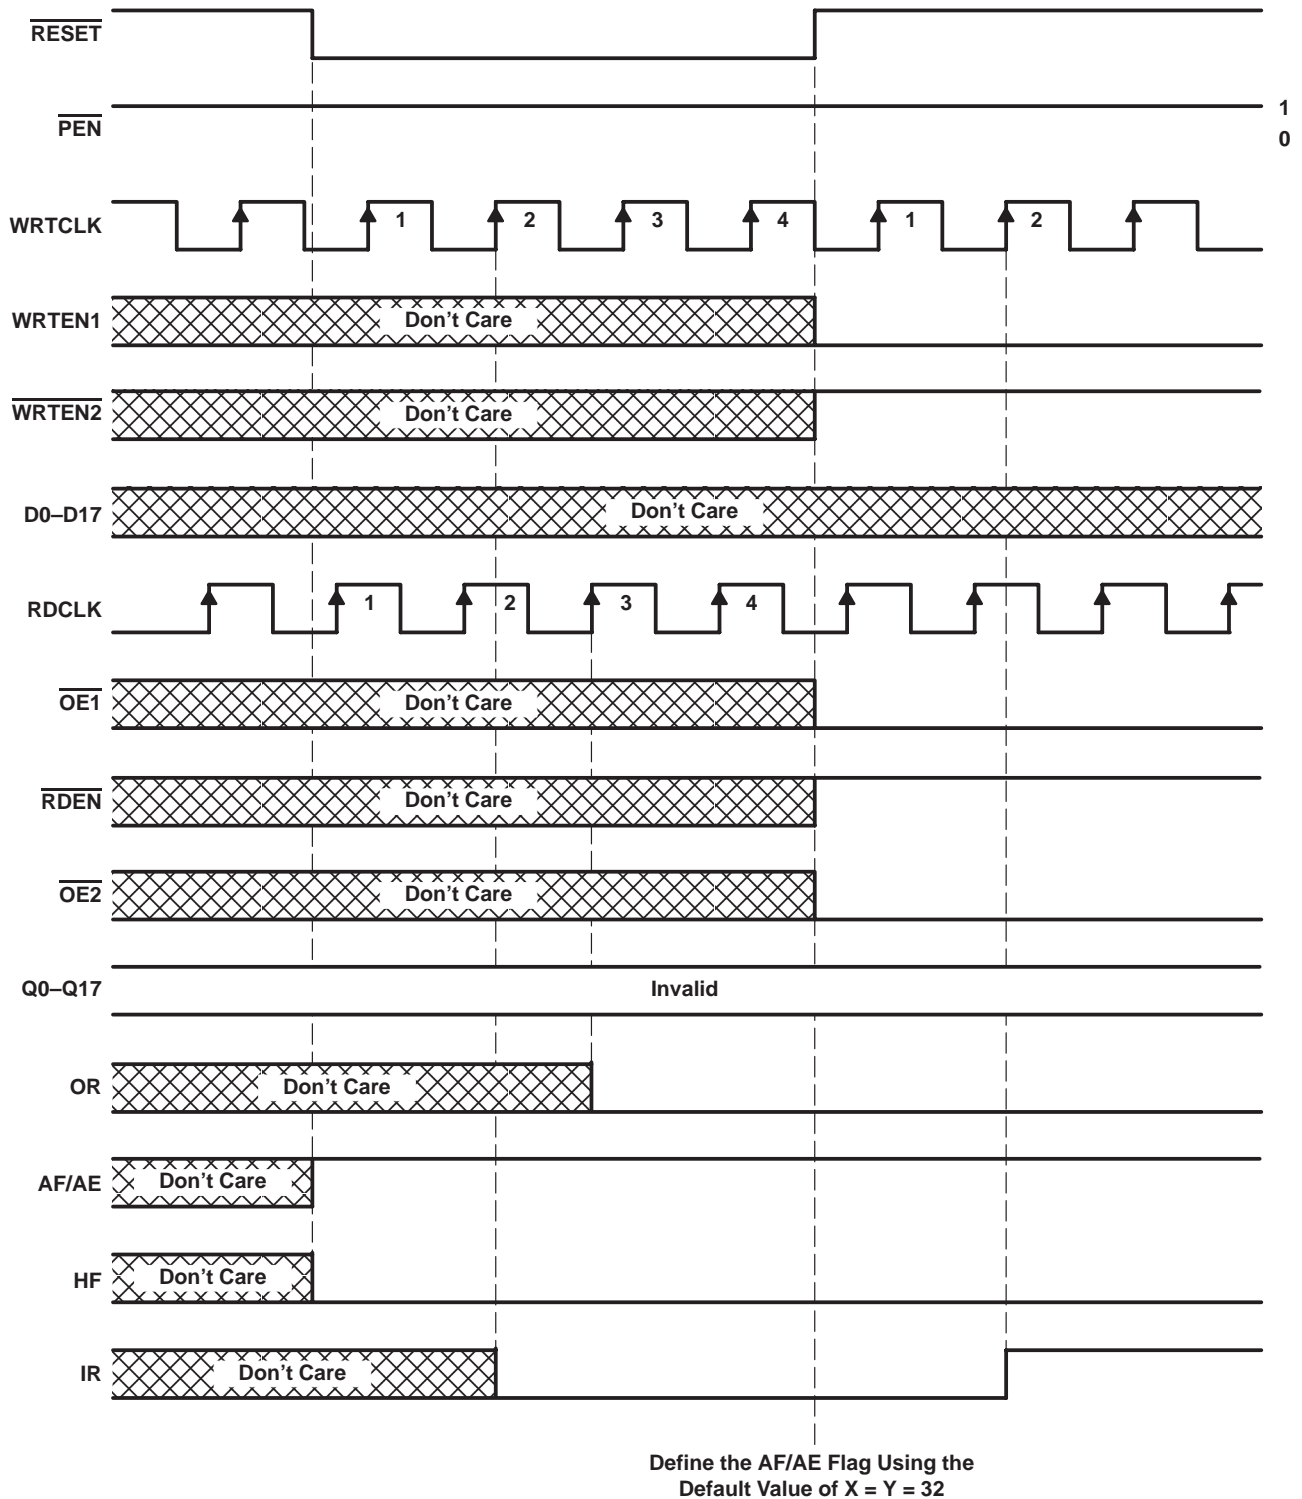 RESET
PEN
1
0
WRTCLK
1 2 3 4 1 2
WRTEN1
Don't Care
WRTEN2
Don't Care
D0–D17
Don't Care
RDCLK
1 2 3 4
OE1
Don't Care
RDEN
Don't Care
OE2
Don't Care
Q0–Q17
Invalid
OR
Don't Care
AF/AE
Don't Care
HF
Don't Care
IR
Don't Care
Define the AF/AE Flag Using the
Default Value of X = Y = 32